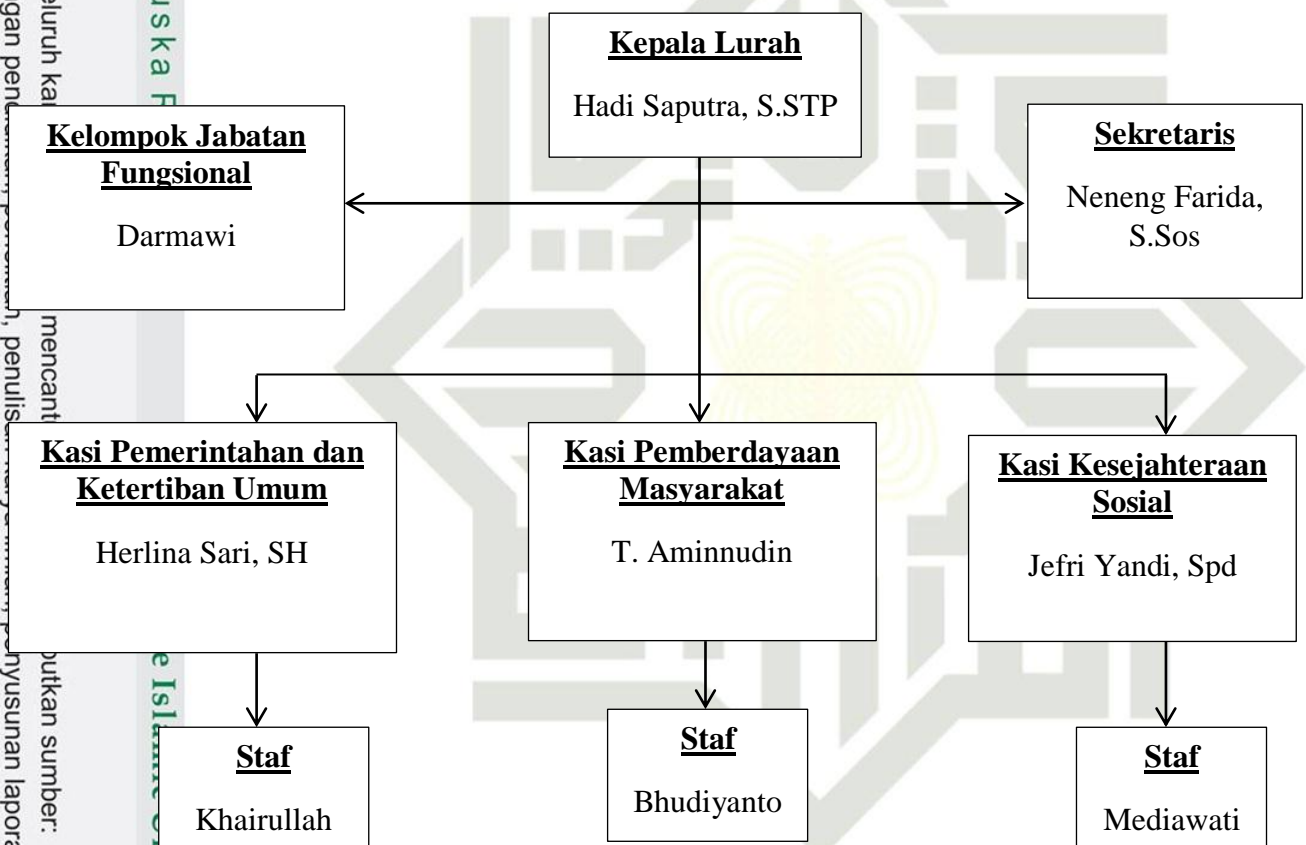 Kepala Lurah
Hadi Saputra, S.STP
Kelompok Jabatan
Fungsional
Darmawi
Sekretaris
Neneng Farida,
S.Sos
Kasi Pemerintahan dan
Ketertiban Umum
Herlina Sari, SH
Kasi Pemberdayaan
Masyarakat
T. Aminnudin
Kasi Kesejahteraan
Sosial
Jefri Yandi, Spd
Staf
Khairullah
Staf
Bhudiyanto
Staf
Mediawati
sumber: